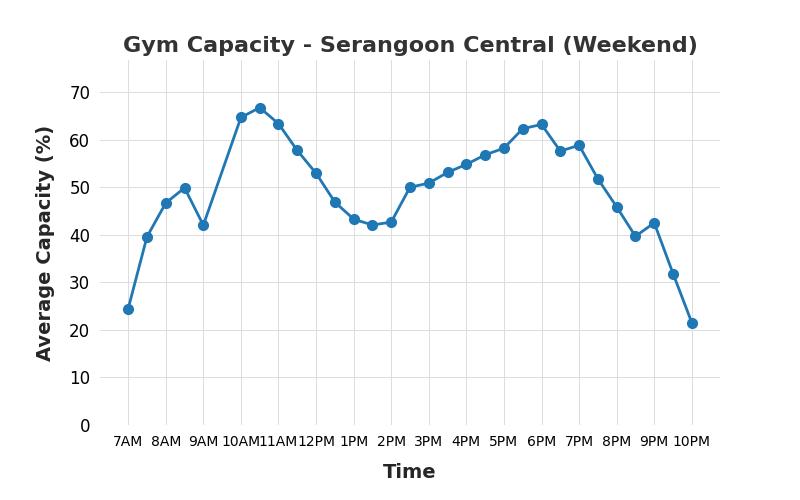 Gym Capacity - Serangoon Central (Weekend)
Average Capacity (%)
70
60
50
40
30
20
10
0
7AM 8AM 9AM 10AM 11AM 12PM 1PM 2PM 3PM 4PM 5PM 6PM 7PM 8PM 9PM 10PM
Time